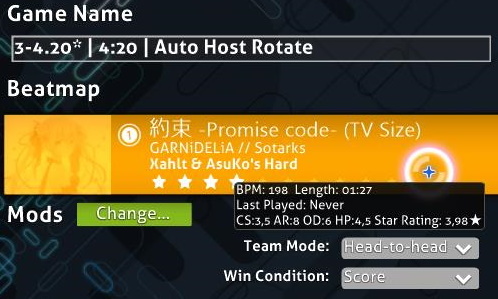 Game Name
3-4.20* | 4:20 | Auto Host Rotate
Beatmap
1 約束 -Promise code- (TV Size)
GARNiDELiA // Sotarks
Xahlt & AsuKo's Hard
BPM: 198 Length: 01:27
Last Played: Never
CS:3,5 AR:8 OD:6 HP:4,5 Star Rating: 3,98★
Mods Change...
Team Mode: Head-to-head
Win Condition: Score